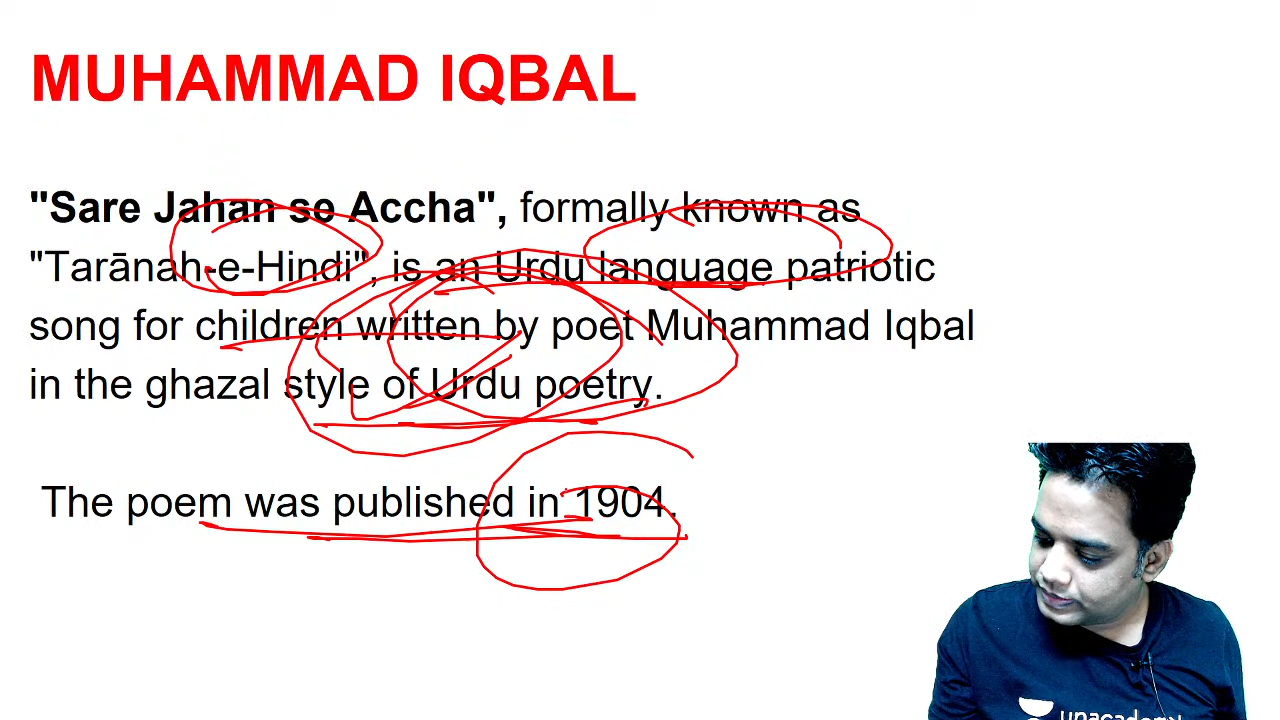 MUHAMMAD IQBAL
"Sare Jahan se Accha", formally known as
"Tarānah-e-Hindi", is an Urdu language patriotic
song for children written by poet Muhammad Iqbal
in the ghazal style of Urdu poetry.
The poem was published in 1904.
unacademy